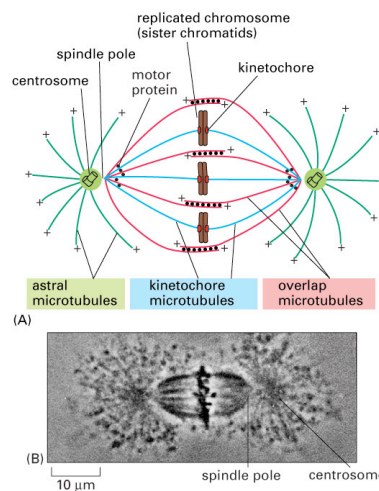 replicated chromosome
(sister chromatids)
spindle pole
centrosome
motor
protein
kinetochore
+ + + + + + + + + + + + + + + + + + + +
astral
microtubules
kinetochore
microtubules
overlap
microtubules
(A)
(B)
spindle pole
centrosome
10 μm